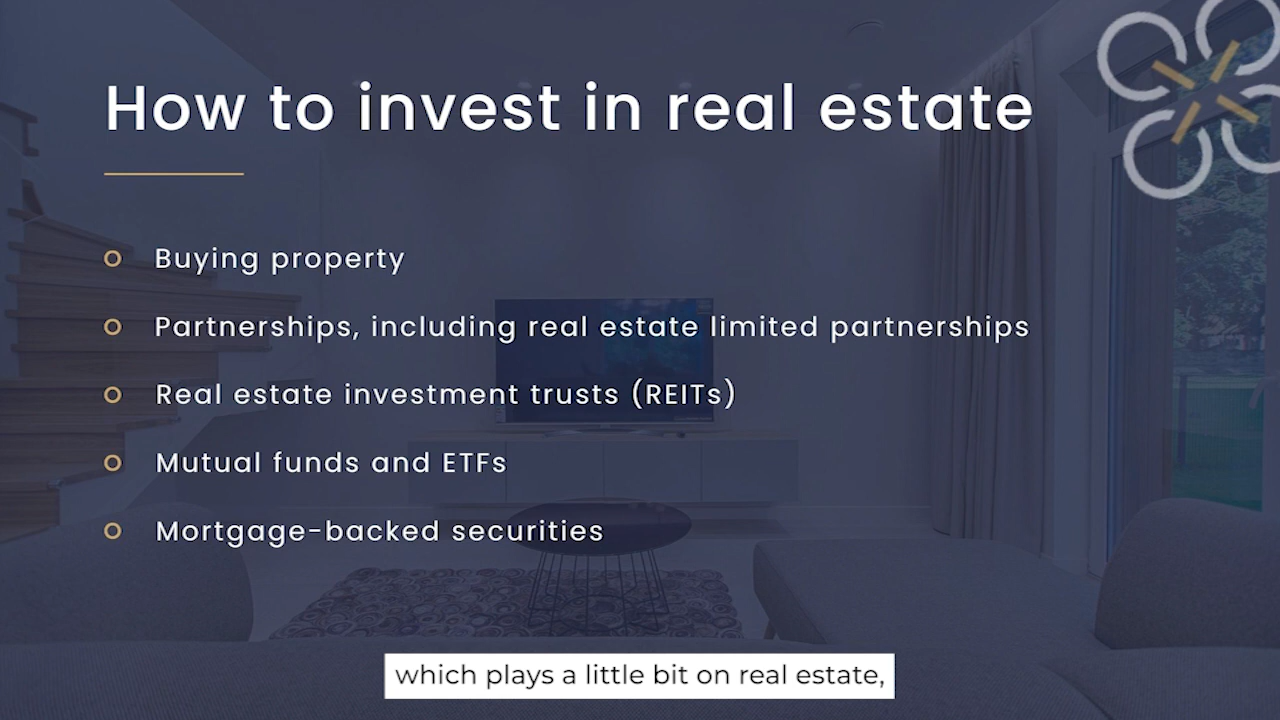 How to invest in real estate
Buying property
Partnerships, including real estate limited partnerships
Real estate investment trusts (REITs)
Mutual funds and ETFs
Mortgage-backed securities
which plays a little bit on real estate,